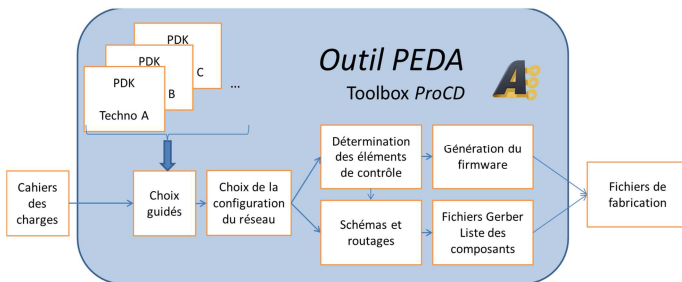 Outil PEDA
Toolbox ProCD
PDK
C
PDK
B
PDK
Techno A
...
Cahiers
des
charges
Choix
guidés
Choix de la
configuration
du réseau
Détermination
des éléments
de contrôle
Génération du
firmware
Schémas et
routages
Fichiers Gerber
Liste des
composants
Fichiers de
fabrication